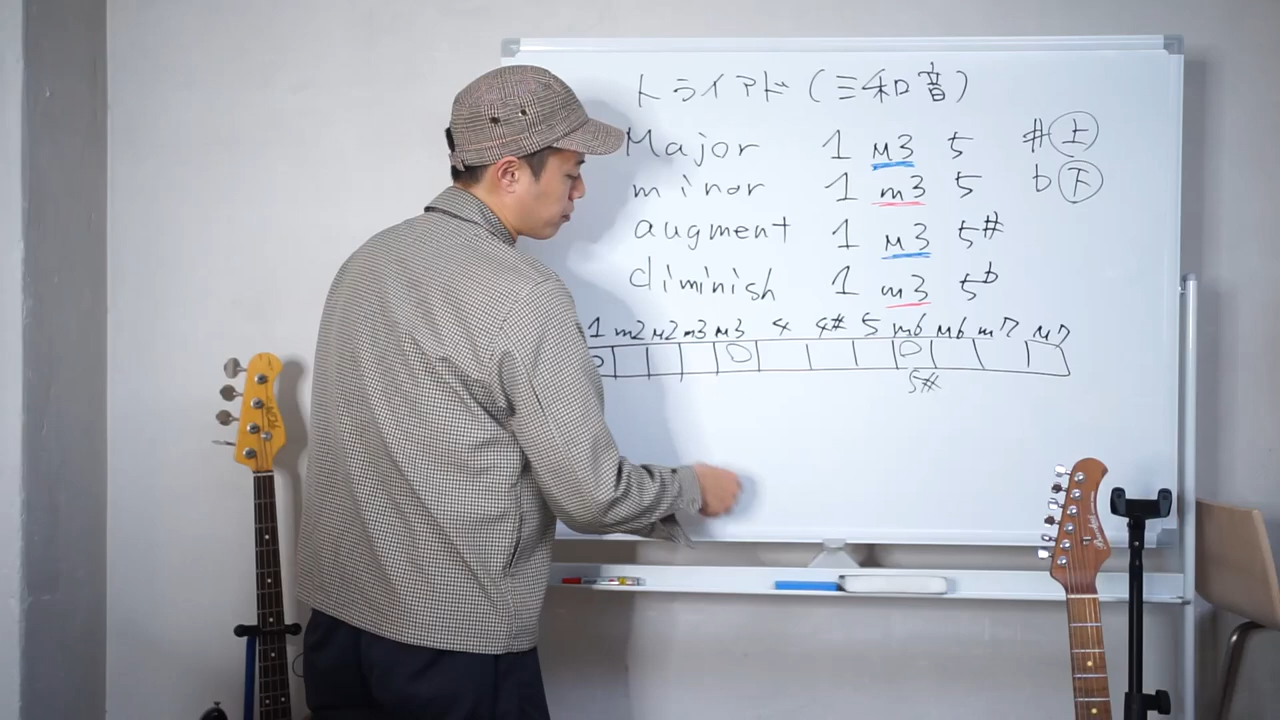 トライアド(三和音)
Major 1 M3 5 #上
minor 1 m3 5 b下
augment 1 M3 5#
diminish 1 m3 5b
1 m2 M2 m3 M3 4 4# 5 m6 M6 m7 M7
5#